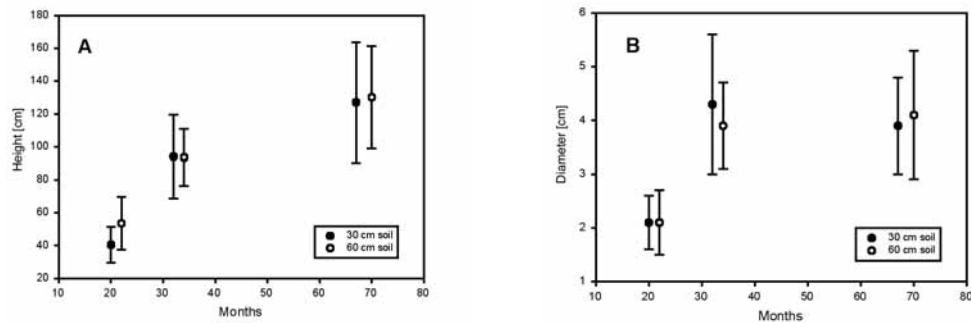 A
Height [cm]
180
160
140
120
100
80
60
40
20
10 20 30 40 50 60 70 80
Months
30 cm soil
60 cm soil
B
Diameter [cm]
6
5
4
3
2
1
10 20 30 40 50 60 70 80
Months
30 cm soil
60 cm soil